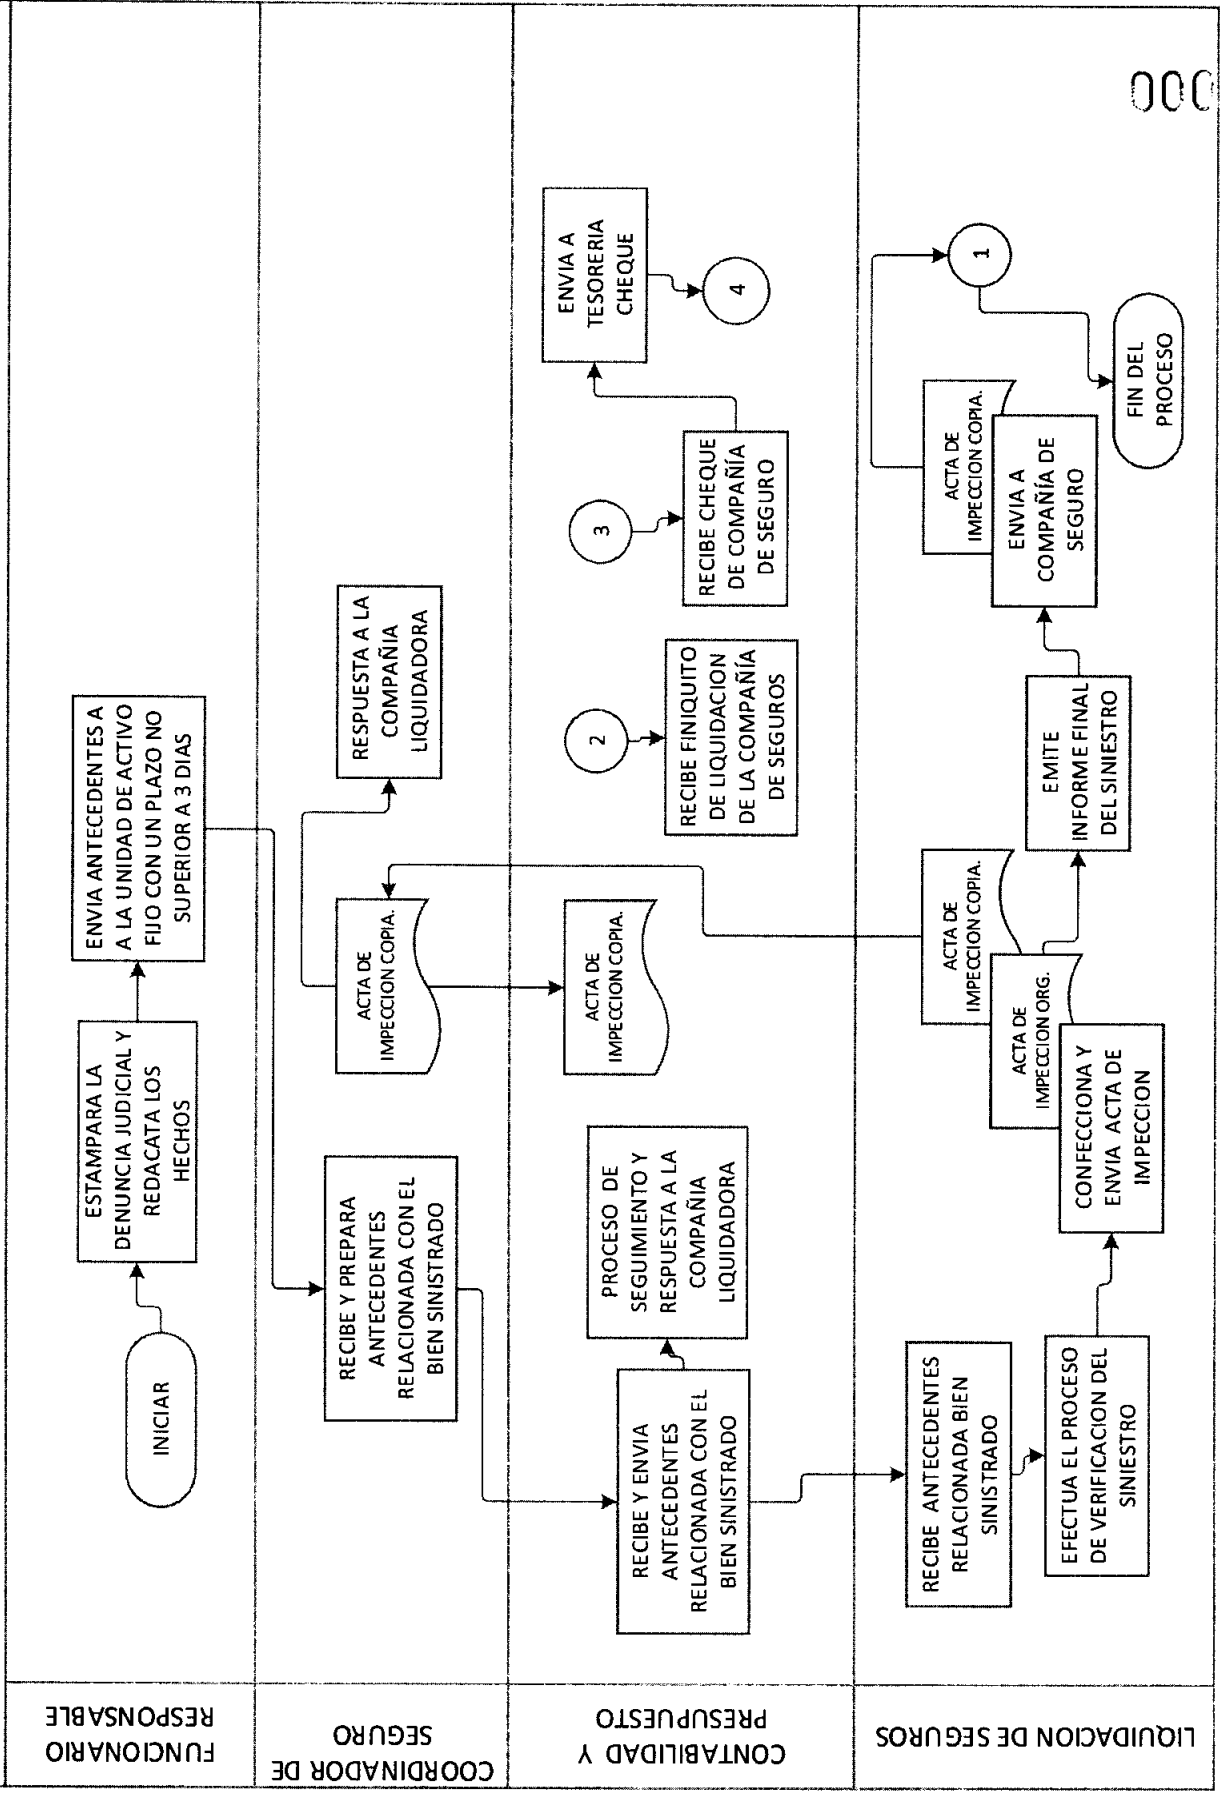 FUNCIONARIO
RESPONSABLE
INICIAR
ESTAMPARA LA
DENUNCIA JUDICIAL Y
REDACATA LOS
HECHOS
ENVIA ANTECEDENTES A
A LA UNIDAD DE ACTIVO
FIJO CON UN PLAZO NO
SUPERIOR A 3 DIAS
COORDINADOR DE
SEGURO
RECIBE Y PREPARA
ANTECEDENTES
RELACIONADA CON EL
BIEN SINISTRADO
ACTA DE
IMPECCION COPIA.
RESPUESTA A LA
COMPAÑIA
LIQUIDADORA
CONTABILIDAD Y
PRESUPUESTO
RECIBE Y ENVIA
ANTECEDENTES
RELACIONADA CON EL
BIEN SINISTRADO
PROCESO DE
SEGUIMIENTO Y
RESPUESTA A LA
COMPAÑIA
LIQUIDADORA
ACTA DE
IMPECCION COPIA.
2
RECIBE FINIQUITO
DE LIQUIDACION
DE LA COMPAÑÍA
DE SEGUROS
3
RECIBE CHEQUE
DE COMPAÑÍA
DE SEGURO
ENVIA A
TESORERIA
CHEQUE
4
LIQUIDACION DE SEGUROS
RECIBE ANTECEDENTES
RELACIONADA BIEN
SINISTRADO
EFECTUA EL PROCESO
DE VERIFICACION DEL
SINIESTRO
CONFECCIONA Y
ENVIA ACTA DE
IMPECCION
ACTA DE
IMPECCION ORG.
ACTA DE
IMPECCION COPIA.
EMITE
INFORME FINAL
DEL SINIESTRO
ENVIA A
COMPAÑÍA DE
SEGURO
ACTA DE
IMPECCION COPIA.
1
FIN DEL
PROCESO
000